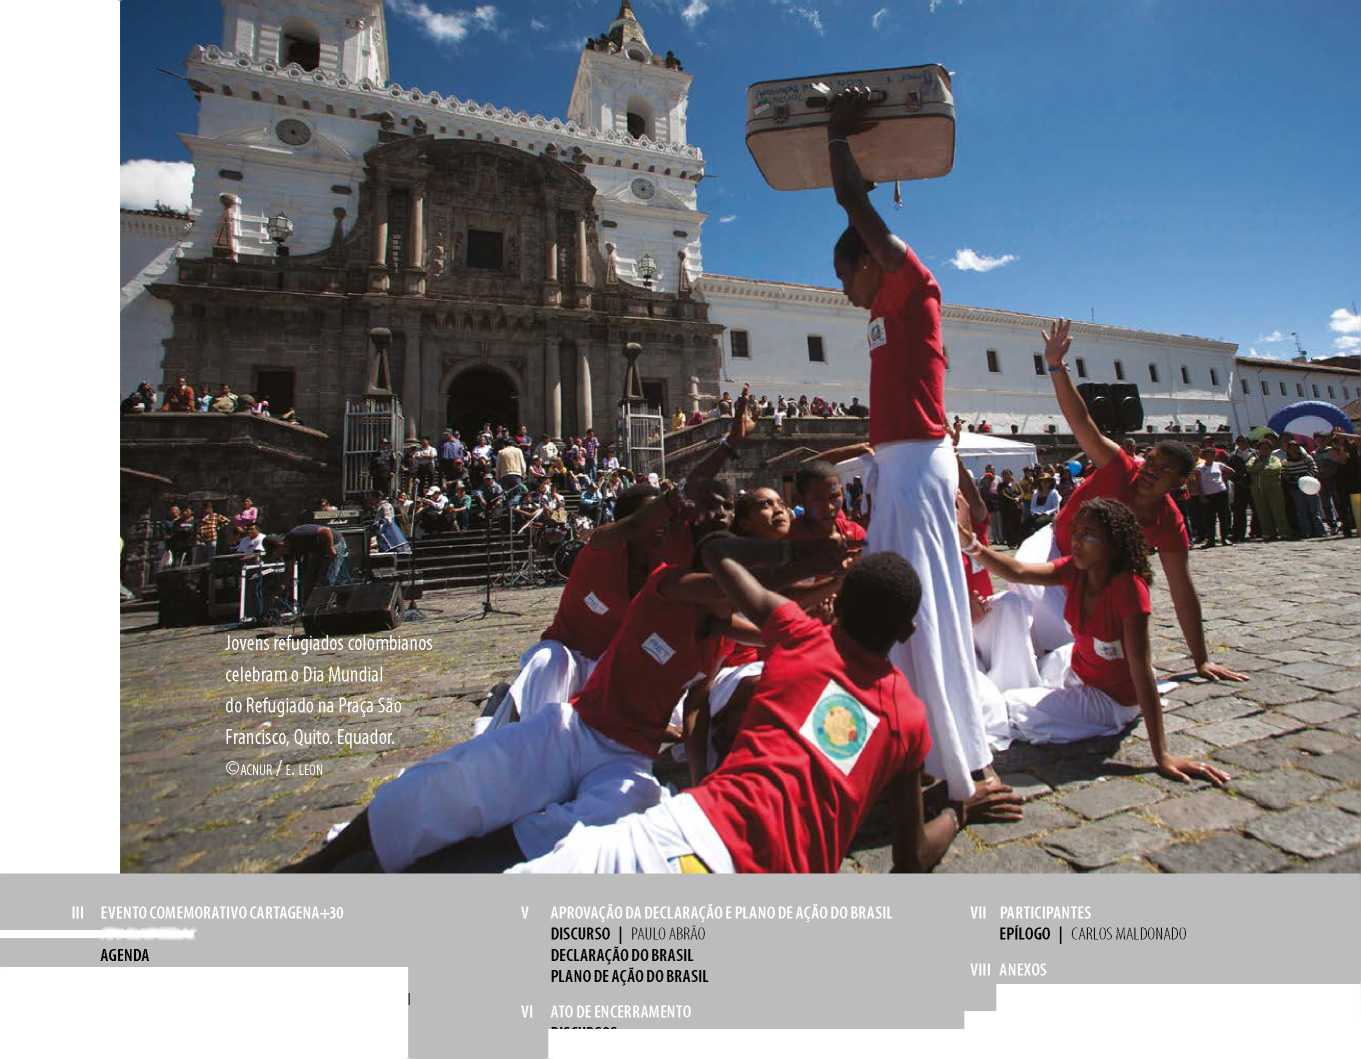 Jovens refugiados colombianos
celebram o Dia Mundial
do Refugiado na Praça São
Francisco, Quito. Equador.
©ACNUR / E. LEÓN
III EVENTO COMEMORATIVO CARTAGENA+30
AGENDA
V APROVAÇÃO DA DECLARAÇÃO E PLANO DE AÇÃO DO BRASIL
DISCURSO | PAULO ABRÃO
DECLARAÇÃO DO BRASIL
PLANO DE AÇÃO DO BRASIL
VI ATO DE ENCERRAMENTO
VII PARTICIPANTES
EPÍLOGO | CARLOS MALDONADO
VIII ANEXOS